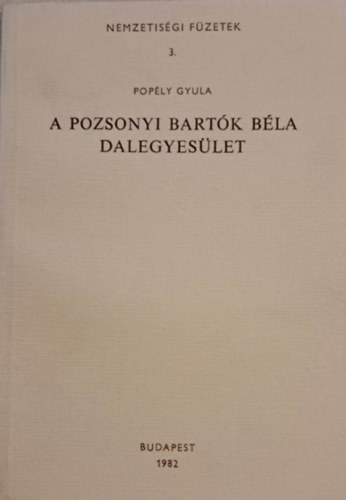 NEMZETISÉGI FÜZETEK
3.
POPÉLY GYULA
A POZSONYI BARTÓK BÉLA
DALEGYESÜLET
BUDAPEST
1982